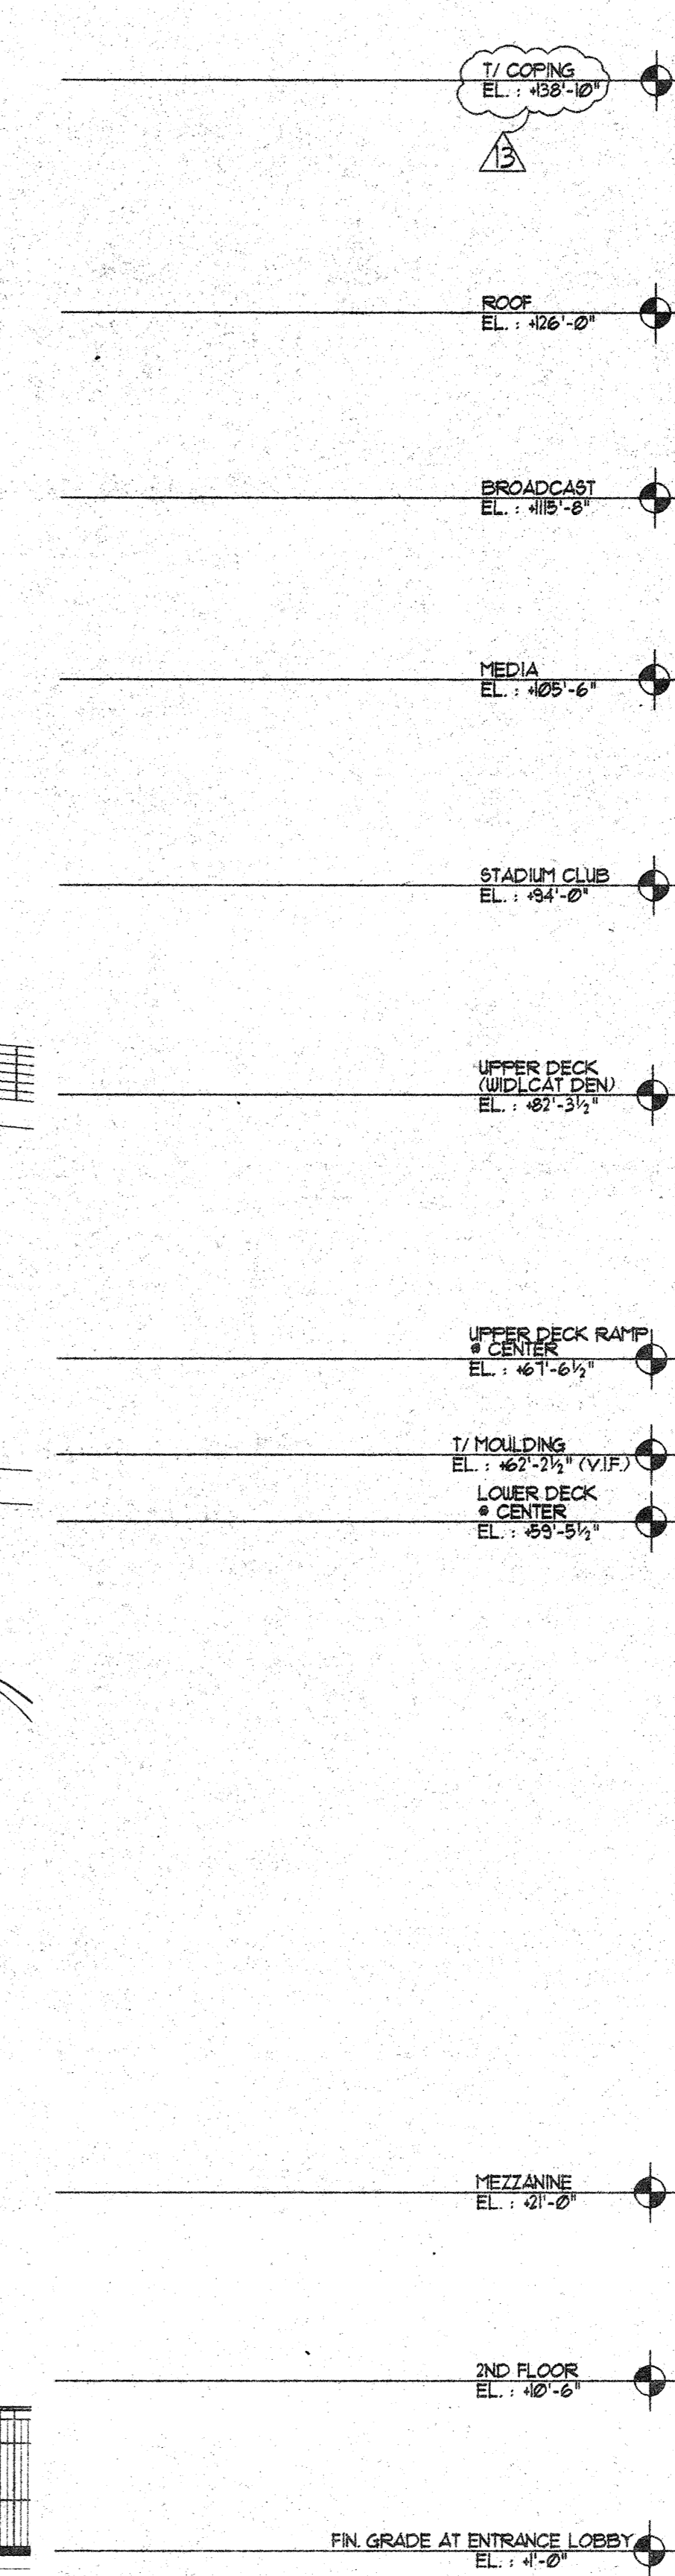 T/ COPING
EL. : +138'-10"
13
ROOF
EL. : +126'-0"
BROADCAST
EL. : +115'-8"
MEDIA
EL. : +105'-6"
STADIUM CLUB
EL. : +94'-0"
UPPER DECK
(WIDLCAT DEN)
EL. : +82'-3½"
UPPER DECK RAMP
@ CENTER
EL. : +67'-6½"
T/ MOULDING
EL. : +62'-2½" (V.I.F.)
LOWER DECK
@ CENTER
EL. : +59'-5½"
MEZZANINE
EL. : +21'-0"
2ND FLOOR
EL. : +10'-6"
FIN. GRADE AT ENTRANCE LOBBY
EL. : +1'-0"